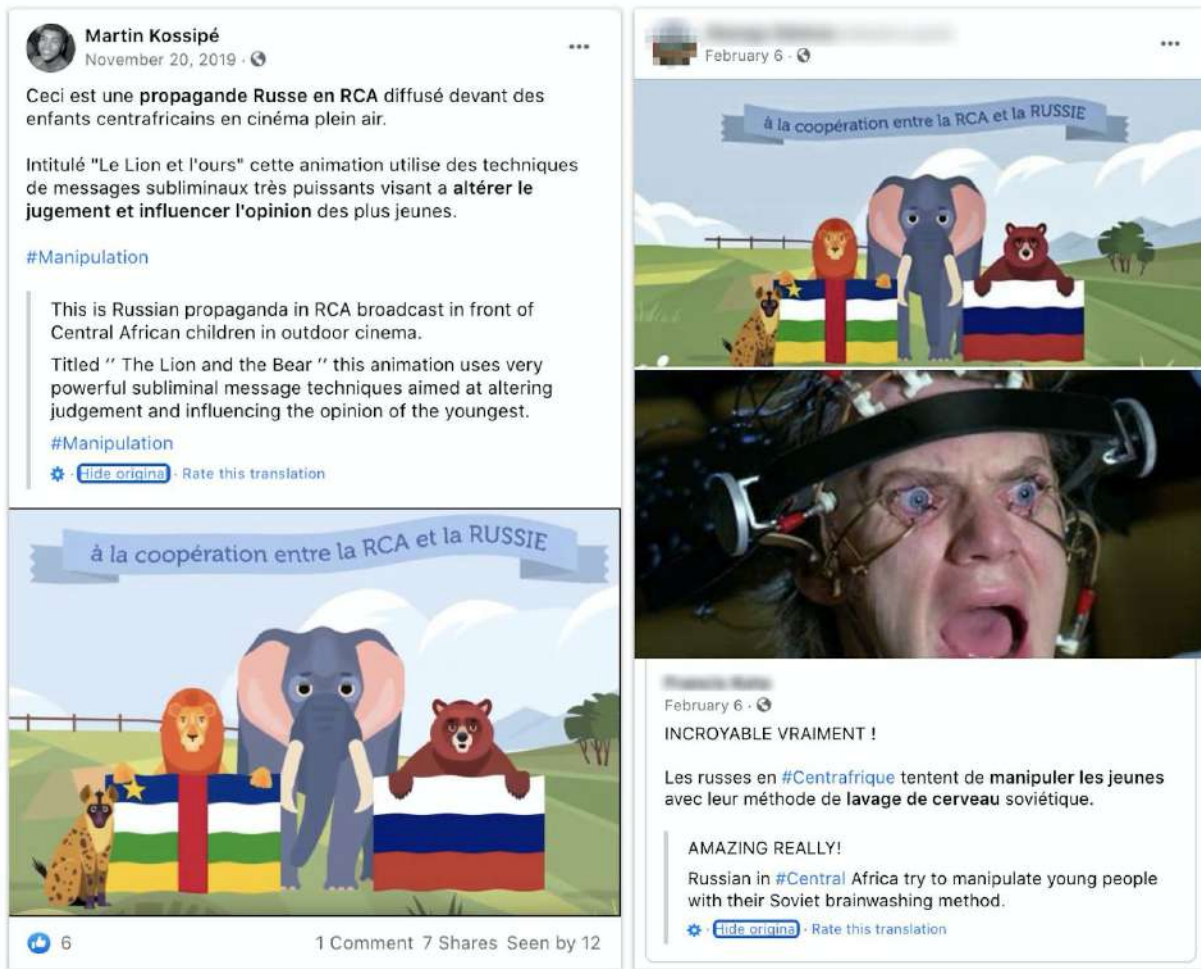 Martin Kossipé
November 20, 2019 ·
Ceci est une propagande Russe en RCA diffusé devant des
enfants centrafricains en cinéma plein air.
Intitulé "Le Lion et l'ours" cette animation utilise des techniques
de messages subliminaux très puissants visant a altérer le
jugement et influencer l'opinion des plus jeunes.
#Manipulation
This is Russian propaganda in RCA broadcast in front of
Central African children in outdoor cinema.
Titled ‘‘ The Lion and the Bear ‘‘ this animation uses very
powerful subliminal message techniques aimed at altering
judgement and influencing the opinion of the youngest.
#Manipulation
· Hide original · Rate this translation
à la coopération entre la RCA et la RUSSIE
6
1 Comment 7 Shares Seen by 12
February 6 ·
à la coopération entre la RCA et la RUSSIE
February 6 ·
INCROYABLE VRAIMENT !
Les russes en #Centrafrique tentent de manipuler les jeunes
avec leur méthode de lavage de cerveau soviétique.
AMAZING REALLY!
Russian in #Central Africa try to manipulate young people
with their Soviet brainwashing method.
· Hide original · Rate this translation